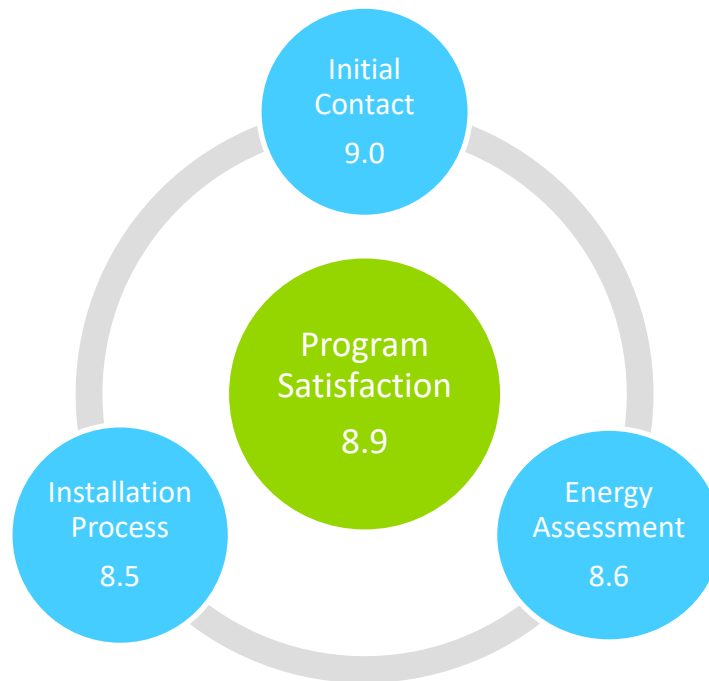 Initial
Contact
9.0
Program
Satisfaction
8.9
Installation
Process
8.5
Energy
Assessment
8.6